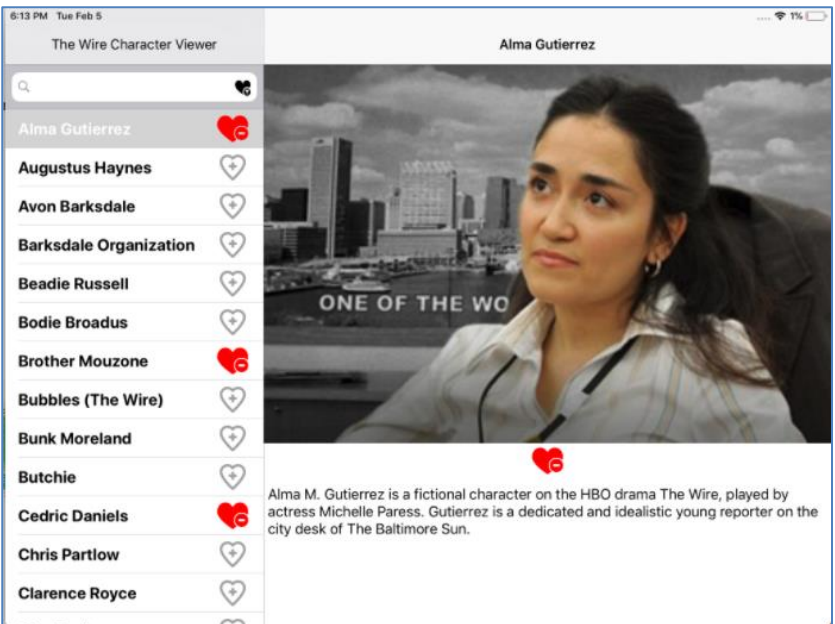 6:13 PM Tue Feb 5
1%
The Wire Character Viewer
Alma Gutierrez
Alma Gutierrez
Augustus Haynes
Avon Barksdale
Barksdale Organization
Beadie Russell
Bodie Broadus
Brother Mouzone
Bubbles (The Wire)
Bunk Moreland
Butchie
Cedric Daniels
Chris Partlow
Clarence Royce
ONE OF THE WO
Alma M. Gutierrez is a fictional character on the HBO drama The Wire, played by
actress Michelle Paress. Gutierrez is a dedicated and idealistic young reporter on the
city desk of The Baltimore Sun.